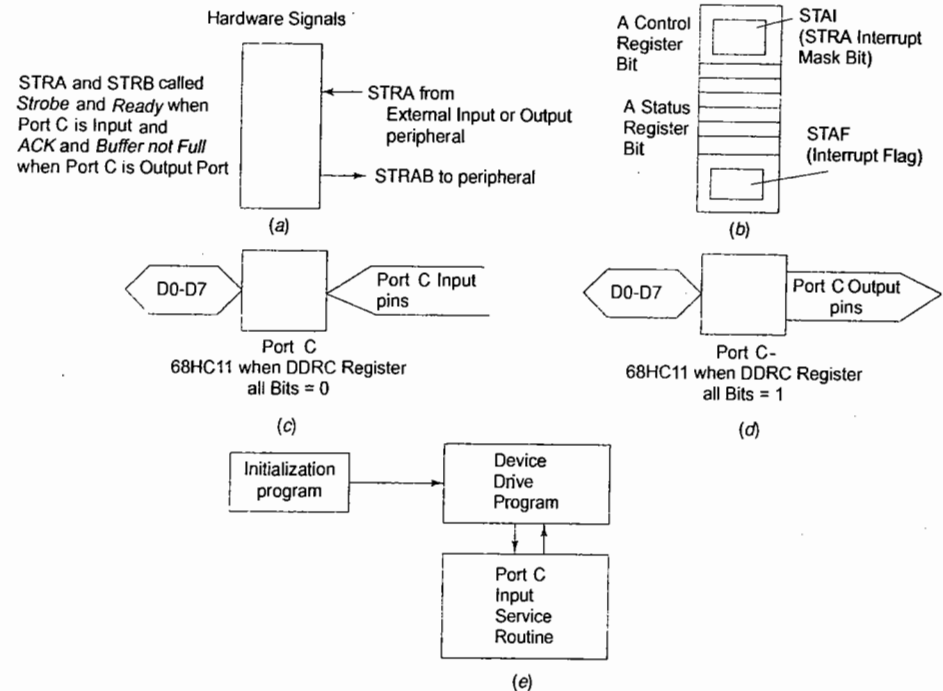 Hardware Signals
STRA and STRB called
Strobe and Ready when
Port C is Input and
ACK and Buffer not Full
when Port C is Output Port
STRA from
External Input or Output
peripheral
STRAB to peripheral
(a)
A Control
Register
Bit
A Status
Register
Bit
STAI
(STRA Interrupt
Mask Bit)
STAF
(Interrupt Flag)
(b)
D0-D7
Port C Input
pins
Port C
68HC11 when DDRC Register
all Bits = 0
(c)
D0-D7
Port C Output
pins
Port C-
68HC11 when DDRC Register
all Bits = 1
(d)
Initialization
program
Device
Drive
Program
Port C
Input
Service
Routine
(e)